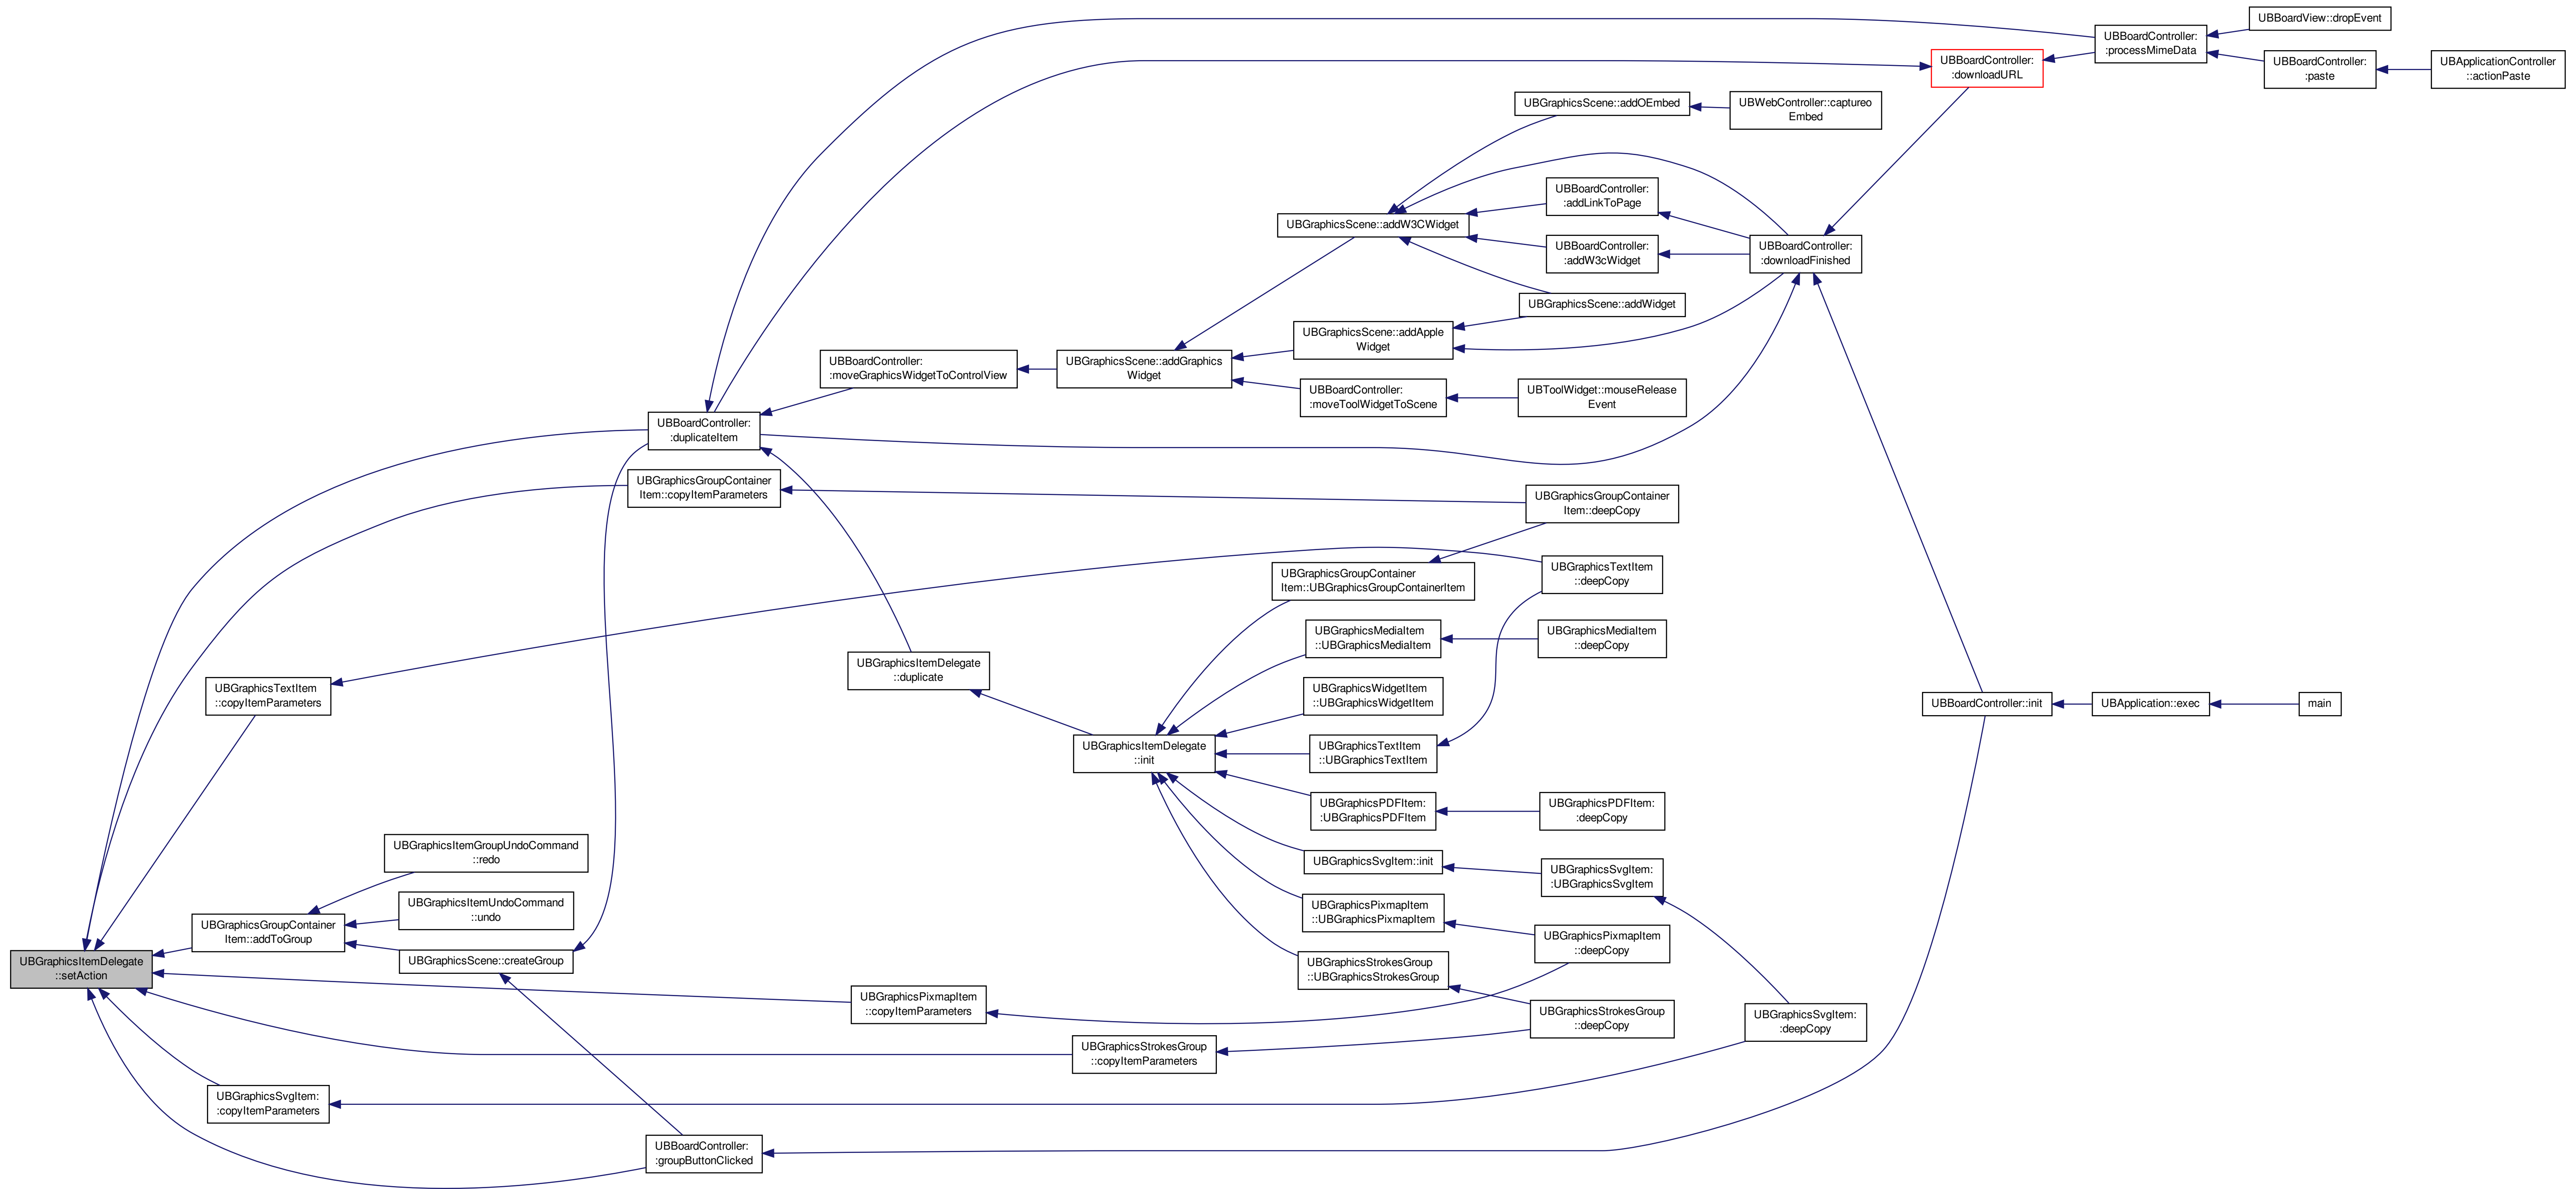 UBBoardView::dropEvent
UBBoardController:
:processMimeData
UBBoardController:
:downloadURL
UBBoardController:
:paste
UBApplicationController
::actionPaste
UBGraphicsScene::addOEmbed
UBWebController::captureo
Embed
UBBoardController:
:addLinkToPage
UBGraphicsScene::addW3CWidget
UBBoardController:
:addW3cWidget
UBBoardController:
:downloadFinished
UBGraphicsScene::addWidget
UBGraphicsScene::addApple
Widget
UBBoardController:
:moveGraphicsWidgetToControlView
UBGraphicsScene::addGraphics
Widget
UBBoardController:
:moveToolWidgetToScene
UBToolWidget::mouseRelease
Event
UBBoardController:
:duplicateItem
UBGraphicsGroupContainer
Item::copyItemParameters
UBGraphicsGroupContainer
Item::deepCopy
UBGraphicsGroupContainer
Item::UBGraphicsGroupContainerItem
UBGraphicsTextItem
::deepCopy
UBGraphicsMediaItem
::UBGraphicsMediaItem
UBGraphicsMediaItem
::deepCopy
UBGraphicsItemDelegate
::duplicate
UBGraphicsTextItem
::copyItemParameters
UBGraphicsWidgetItem
::UBGraphicsWidgetItem
UBBoardController::init
UBApplication::exec
main
UBGraphicsItemDelegate
::init
UBGraphicsTextItem
::UBGraphicsTextItem
UBGraphicsPDFItem:
:UBGraphicsPDFItem
UBGraphicsPDFItem:
:deepCopy
UBGraphicsItemGroupUndoCommand
::redo
UBGraphicsSvgItem::init
UBGraphicsSvgItem:
:UBGraphicsSvgItem
UBGraphicsItemUndoCommand
::undo
UBGraphicsPixmapItem
::UBGraphicsPixmapItem
UBGraphicsGroupContainer
Item::addToGroup
UBGraphicsPixmapItem
::deepCopy
UBGraphicsScene::createGroup
UBGraphicsItemDelegate
::setAction
UBGraphicsStrokesGroup
::UBGraphicsStrokesGroup
UBGraphicsPixmapItem
::copyItemParameters
UBGraphicsStrokesGroup
::deepCopy
UBGraphicsSvgItem:
:deepCopy
UBGraphicsStrokesGroup
::copyItemParameters
UBGraphicsSvgItem:
:copyItemParameters
UBBoardController:
:groupButtonClicked